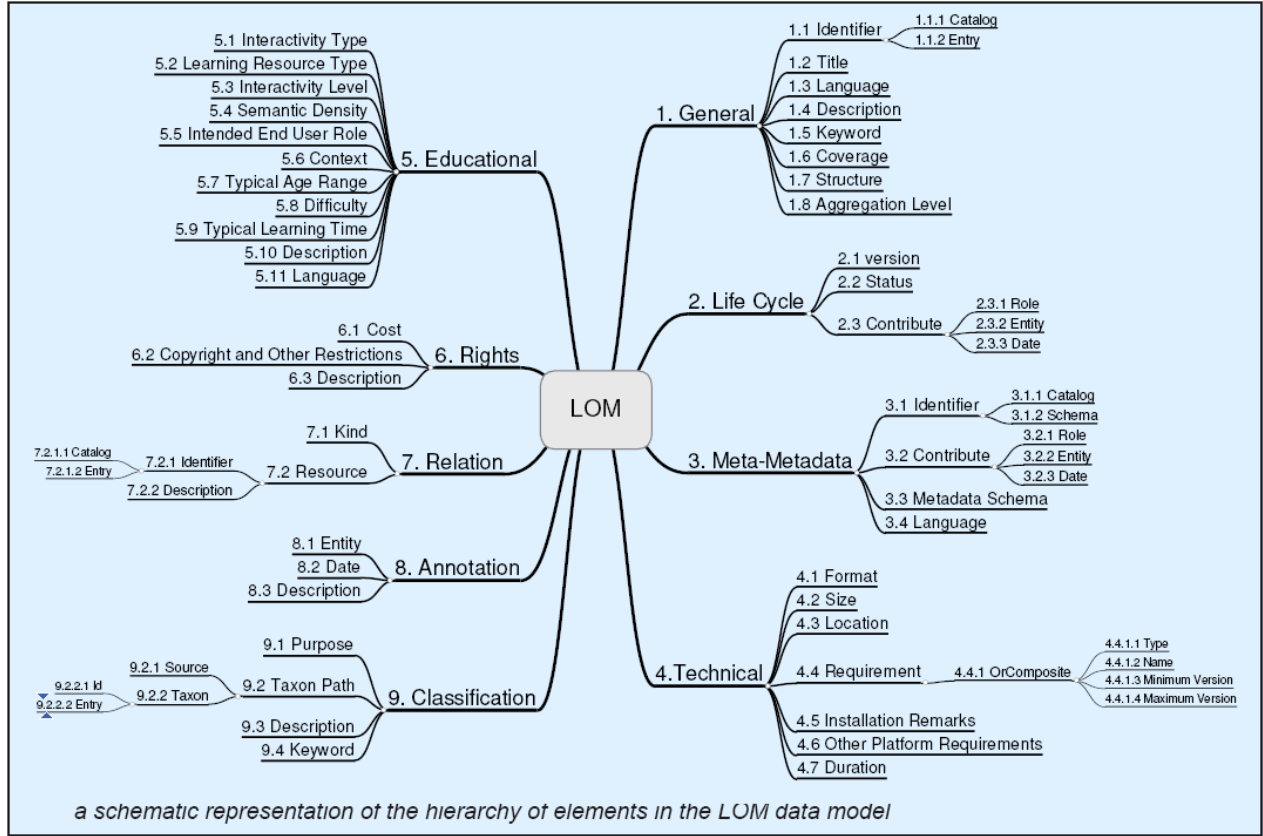 LOM
1. General
1.1 Identifier
1.1.1 Catalog
1.1.2 Entry
1.2 Title
1.3 Language
1.4 Description
1.5 Keyword
1.6 Coverage
1.7 Structure
1.8 Aggregation Level
2. Life Cycle
2.1 version
2.2 Status
2.3 Contribute
2.3.1 Role
2.3.2 Entity
2.3.3 Date
3. Meta-Metadata
3.1 Identifier
3.1.1 Catalog
3.1.2 Schema
3.2 Contribute
3.2.1 Role
3.2.2 Entity
3.2.3 Date
3.3 Metadata Schema
3.4 Language
4.Technical
4.1 Format
4.2 Size
4.3 Location
4.4 Requirement
4.4.1 OrComposite
4.4.1.1 Type
4.4.1.2 Name
4.4.1.3 Minimum Version
4.4.1.4 Maximum Version
4.5 Installation Remarks
4.6 Other Platform Requirements
4.7 Duration
5. Educational
5.1 Interactivity Type
5.2 Learning Resource Type
5.3 Interactivity Level
5.4 Semantic Density
5.5 Intended End User Role
5.6 Context
5.7 Typical Age Range
5.8 Difficulty
5.9 Typical Learning Time
5.10 Description
5.11 Language
6. Rights
6.1 Cost
6.2 Copyright and Other Restrictions
6.3 Description
7. Relation
7.1 Kind
7.2 Resource
7.2.1 Identifier
7.2.1.1 Catalog
7.2.1.2 Entry
7.2.2 Description
8. Annotation
8.1 Entity
8.2 Date
8.3 Description
9. Classification
9.1 Purpose
9.2 Taxon Path
9.2.1 Source
9.2.2 Taxon
9.2.2.1 Id
9.2.2.2 Entry
9.3 Description
9.4 Keyword
a schematic representation of the hierarchy of elements in the LOM data model